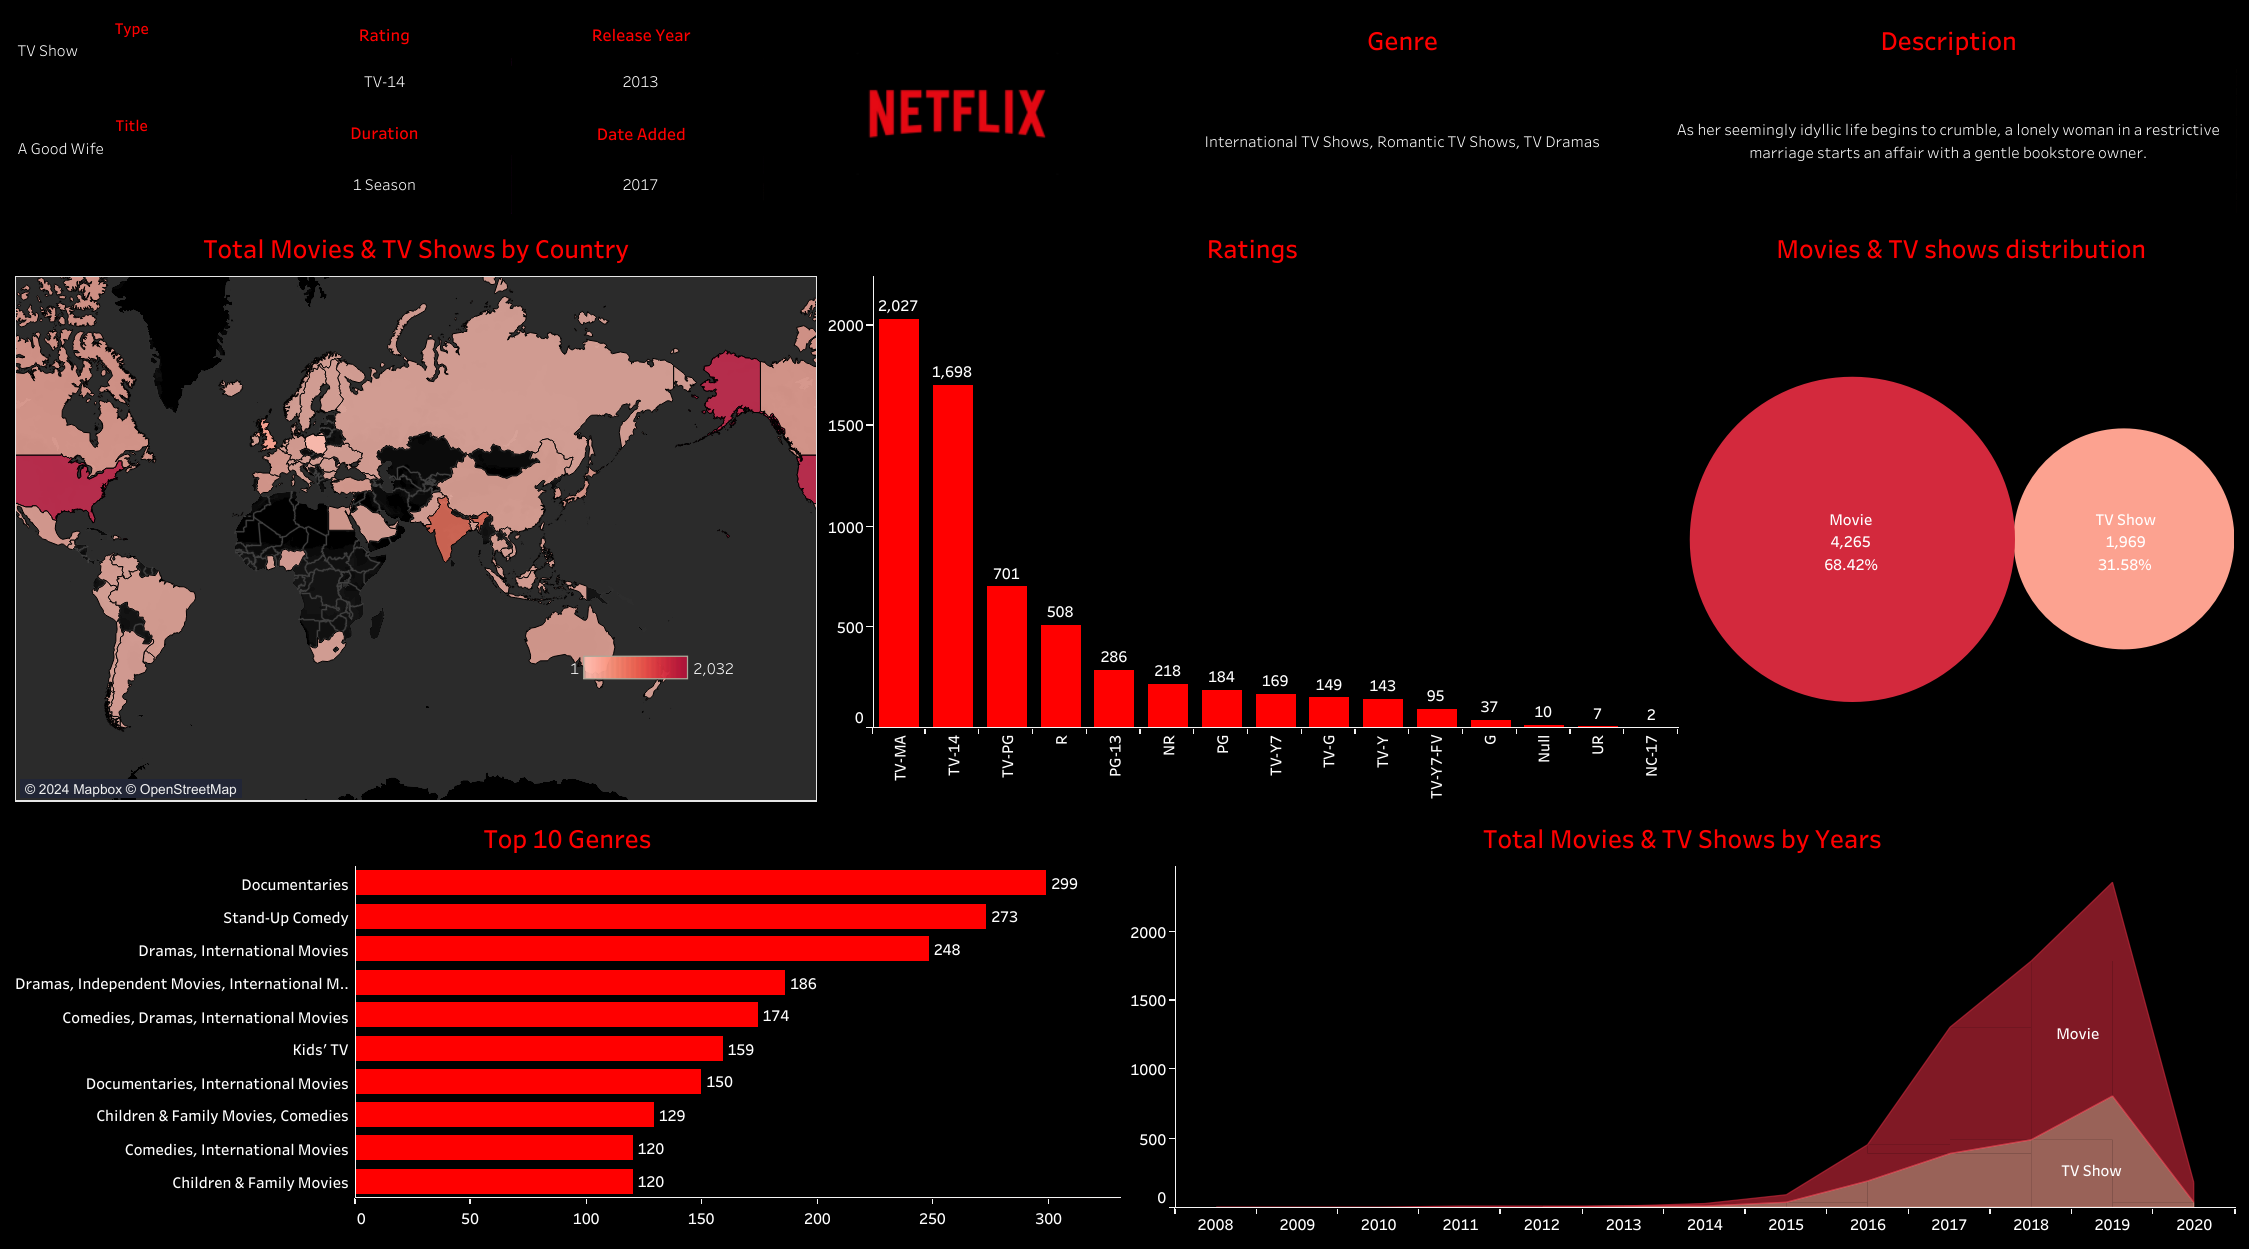 Type
TV Show
Rating
TV-14
Release Year
2013
Title
A Good Wife
Duration
1 Season
Date Added
2017
NETFLIX
Genre
International TV Shows, Romantic TV Shows, TV Dramas
Description
As her seemingly idyllic life begins to crumble, a lonely woman in a restrictive
marriage starts an affair with a gentle bookstore owner.
Total Movies & TV Shows by Country
1
2,032
© 2024 Mapbox © OpenStreetMap
Ratings
2000
1500
1000
500
0
2,027
1,698
701
508
286
218
184
169
149
143
95
37
10
7
2
TV-MA
TV-14
TV-PG
R
PG-13
NR
PG
TV-Y7
TV-G
TV-Y
TV-Y7-FV
G
Null
UR
NC-17
Movies & TV shows distribution
Movie
4,265
68.42%
TV Show
1,969
31.58%
Top 10 Genres
Documentaries
299
Stand-Up Comedy
273
Dramas, International Movies
248
Dramas, Independent Movies, International M..
186
Comedies, Dramas, International Movies
174
Kids' TV
159
Documentaries, International Movies
150
Children & Family Movies, Comedies
129
Comedies, International Movies
120
Children & Family Movies
120
0
50
100
150
200
250
300
Total Movies & TV Shows by Years
2000
1500
1000
500
0
Movie
TV Show
2008
2009
2010
2011
2012
2013
2014
2015
2016
2017
2018
2019
2020